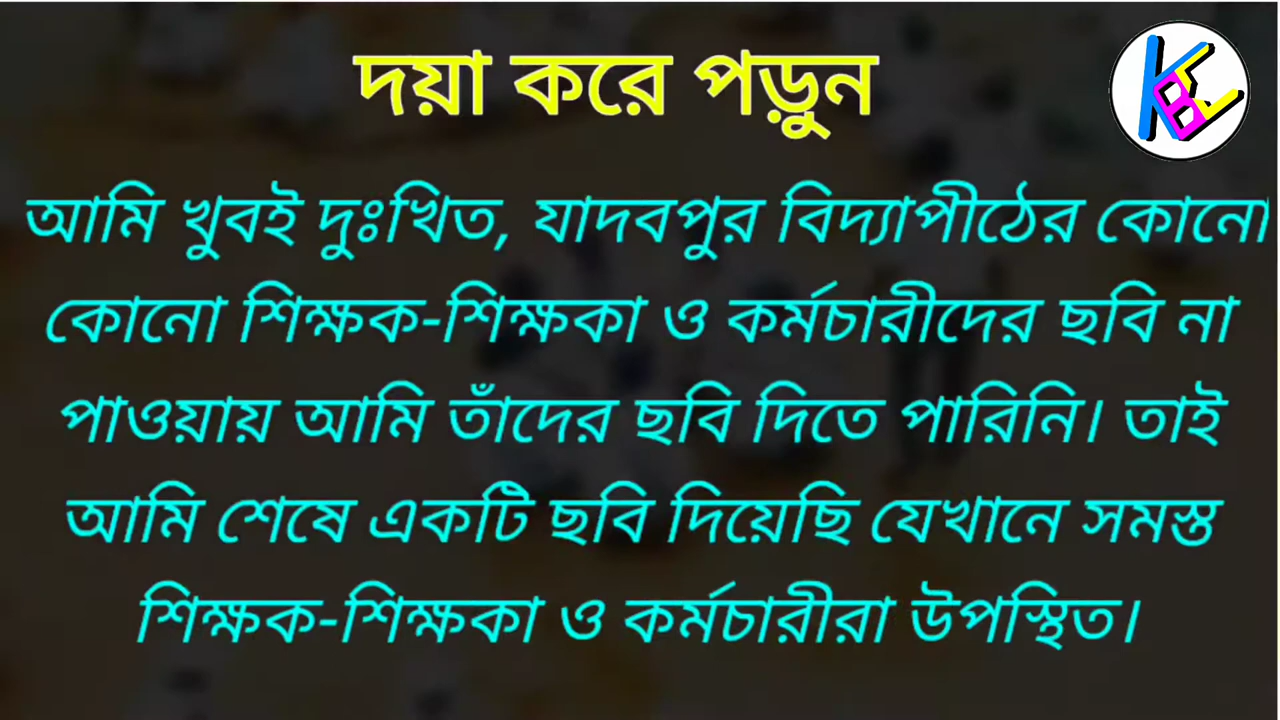 দয়া করে পড়ুন
আমি খুবই দুঃখিত, যাদবপুর বিদ্যাপীঠের কোনো
কোনো শিক্ষক-শিক্ষকা ও কর্মচারীদের ছবি না
পাওয়ায় আমি তাঁদের ছবি দিতে পারিনি। তাই
আমি শেষে একটি ছবি দিয়েছি যেখানে সমস্ত
শিক্ষক-শিক্ষকা ও কর্মচারীরা উপস্থিত।